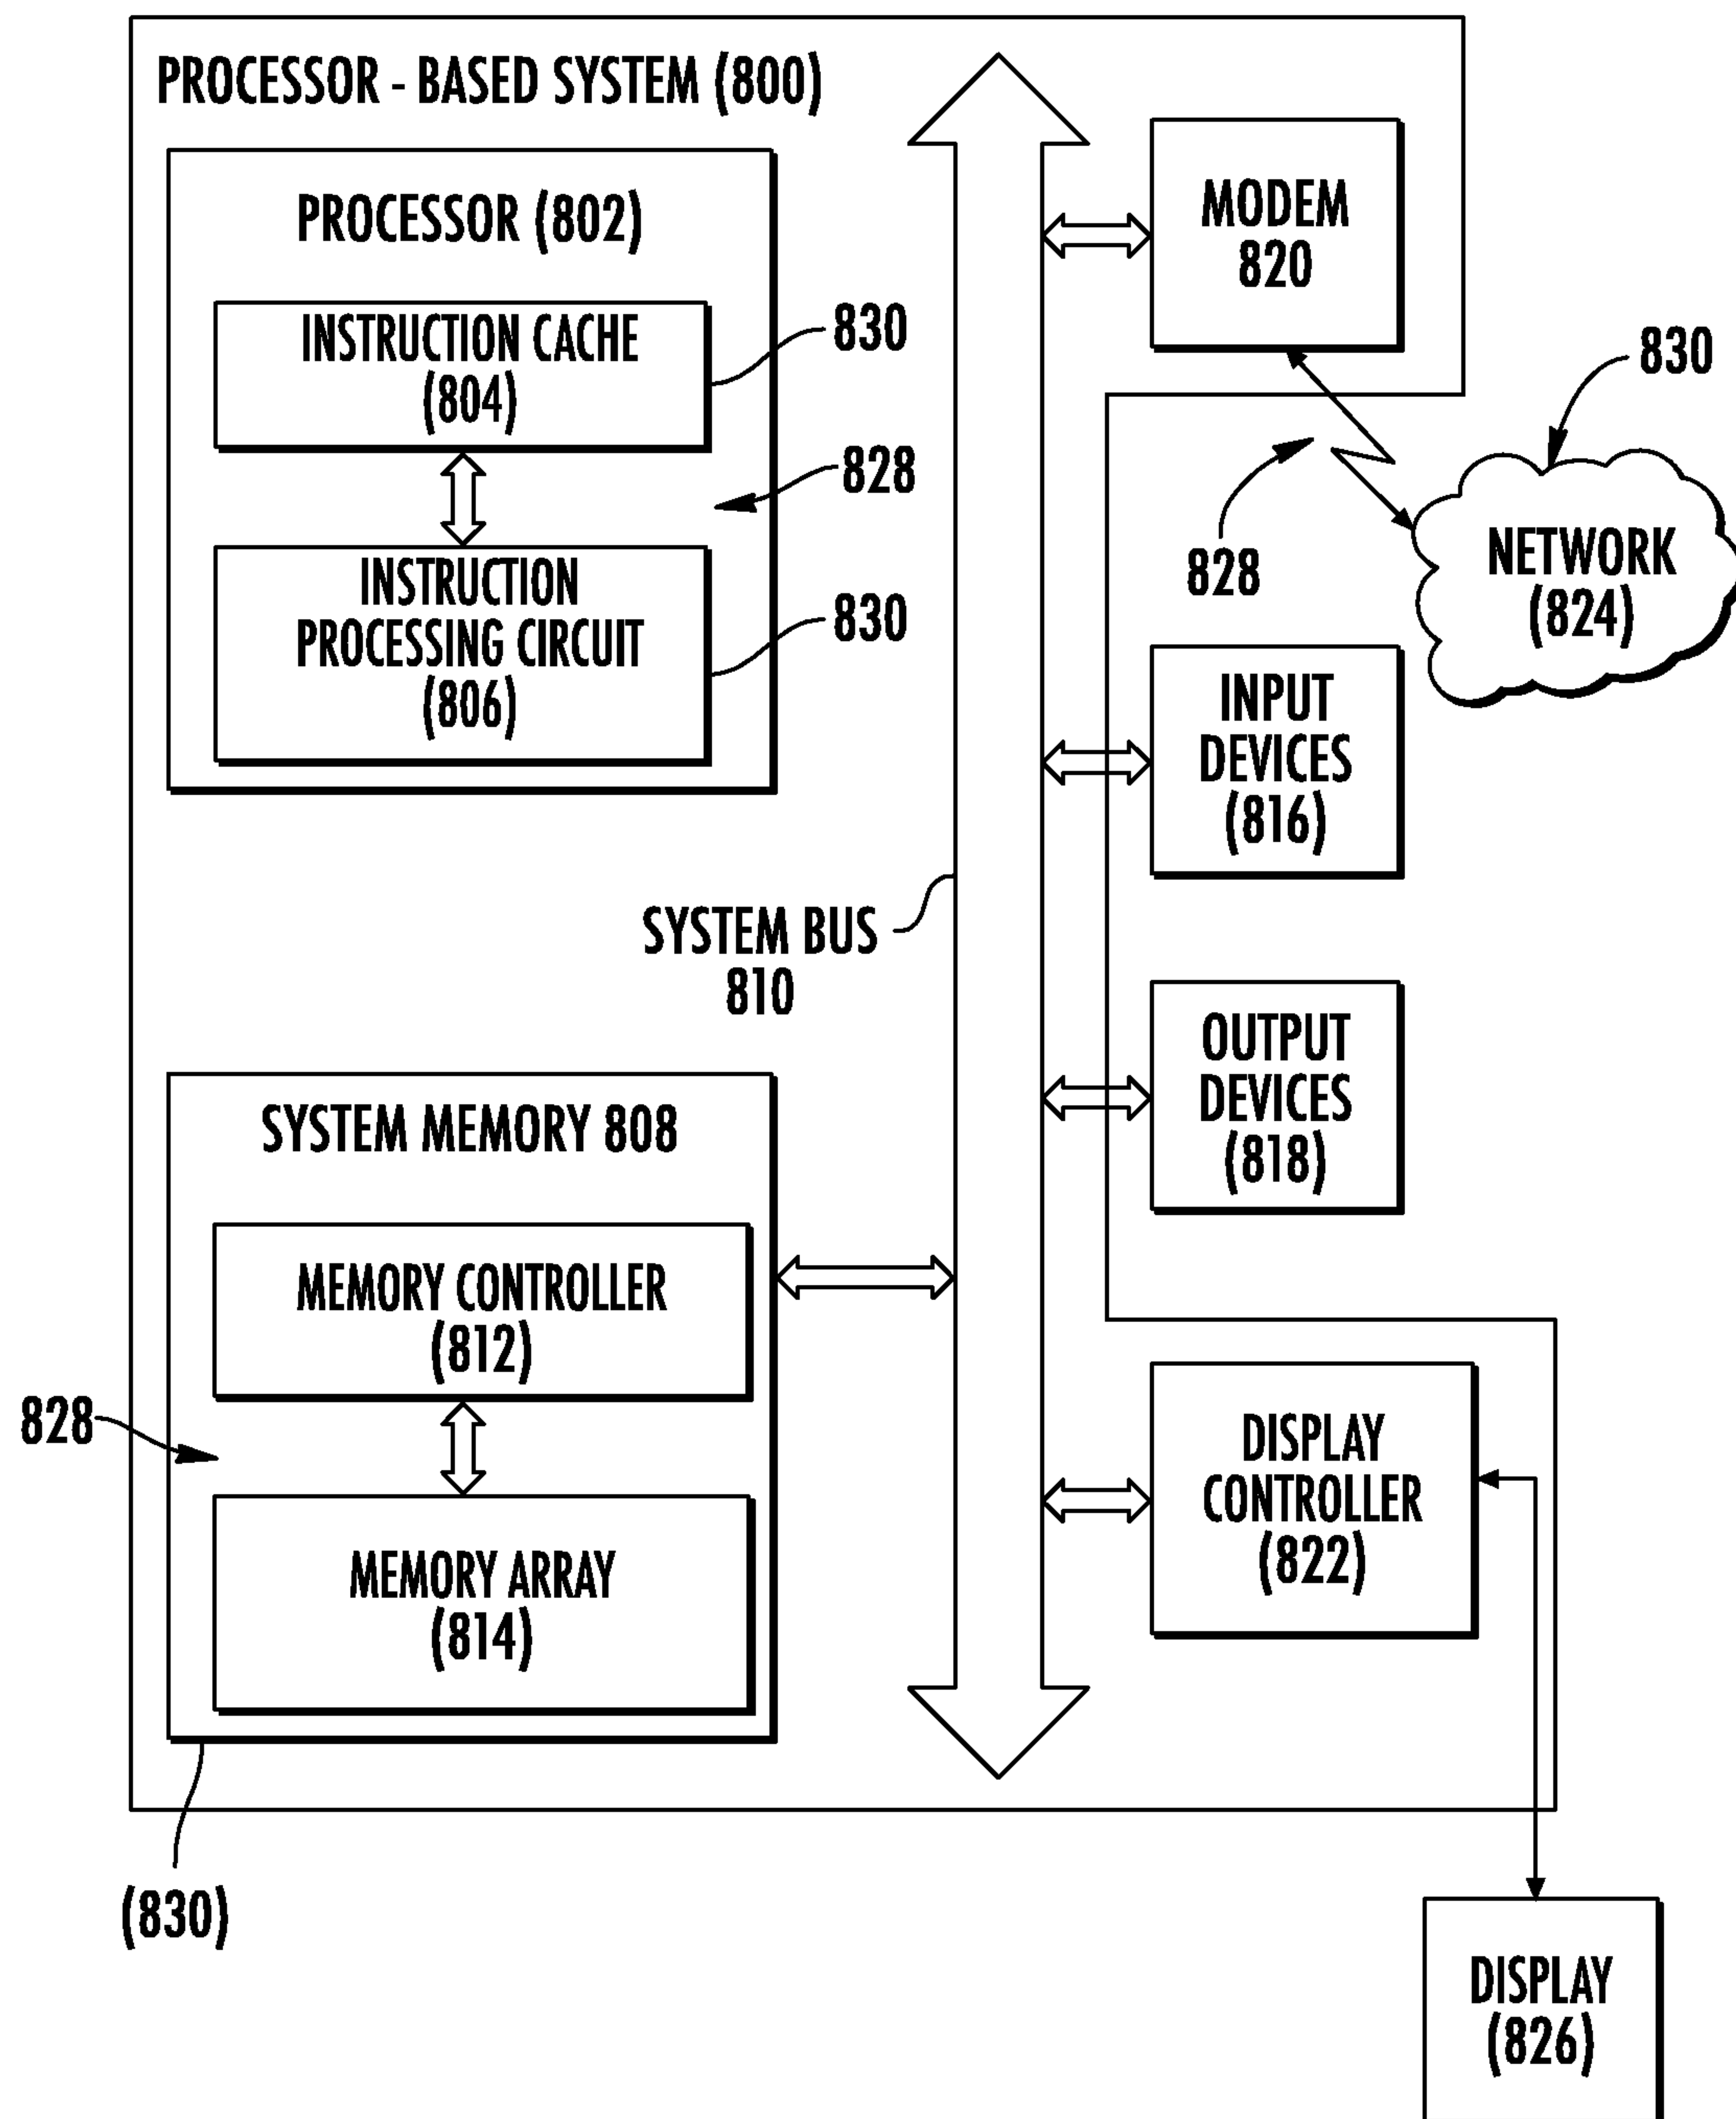 PROCESSOR - BASED SYSTEM (800)
PROCESSOR (802)
INSTRUCTION CACHE
(804)
830
828
INSTRUCTION
PROCESSING CIRCUIT
(806)
830
MODEM
820
830
828
NETWORK
(824)
INPUT
DEVICES
(816)
SYSTEM BUS
810
OUTPUT
DEVICES
(818)
SYSTEM MEMORY 808
MEMORY CONTROLLER
(812)
828
MEMORY ARRAY
(814)
DISPLAY
CONTROLLER
(822)
(830)
DISPLAY
(826)